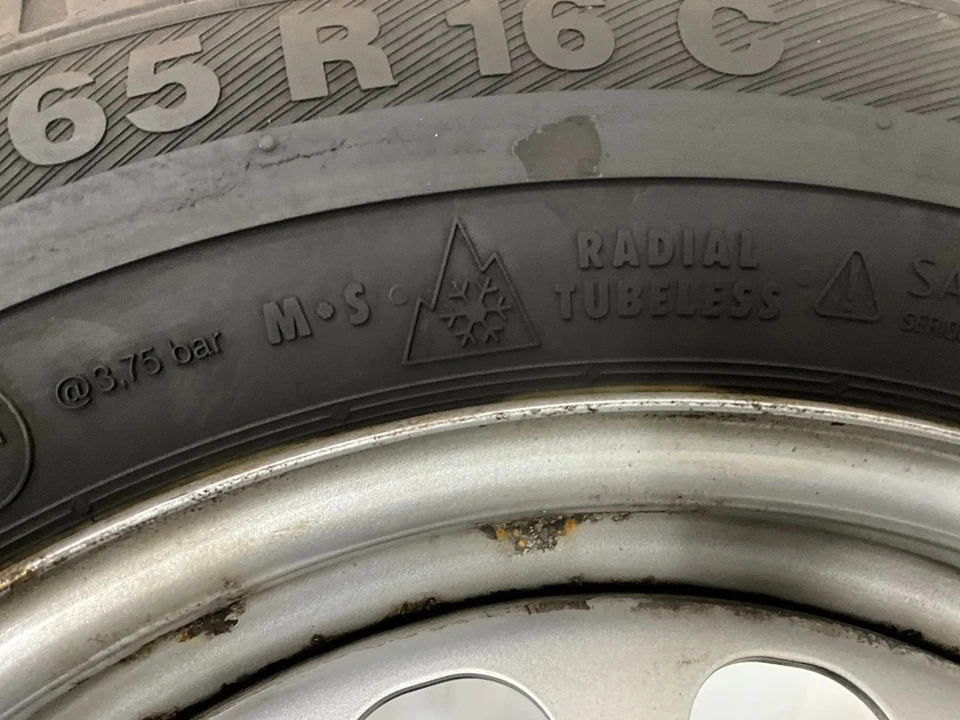 65 R 16 C
@3,75 bar
M•S
RADIAL
TUBELESS